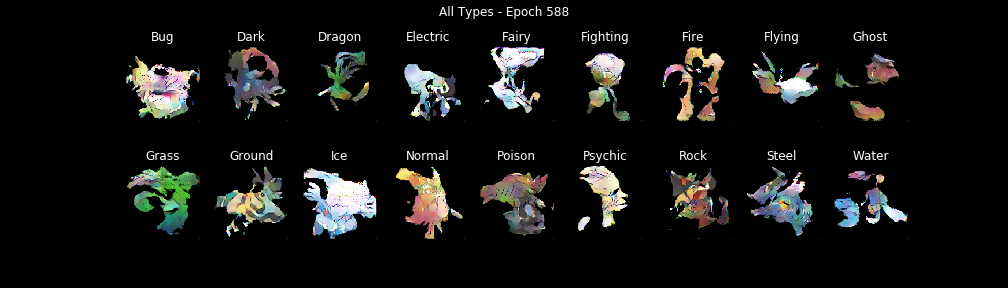 All Types - Epoch 588
Bug Dark Dragon Electric Fairy Fighting Fire Flying Ghost
Grass Ground Ice Normal Poison Psychic Rock Steel Water